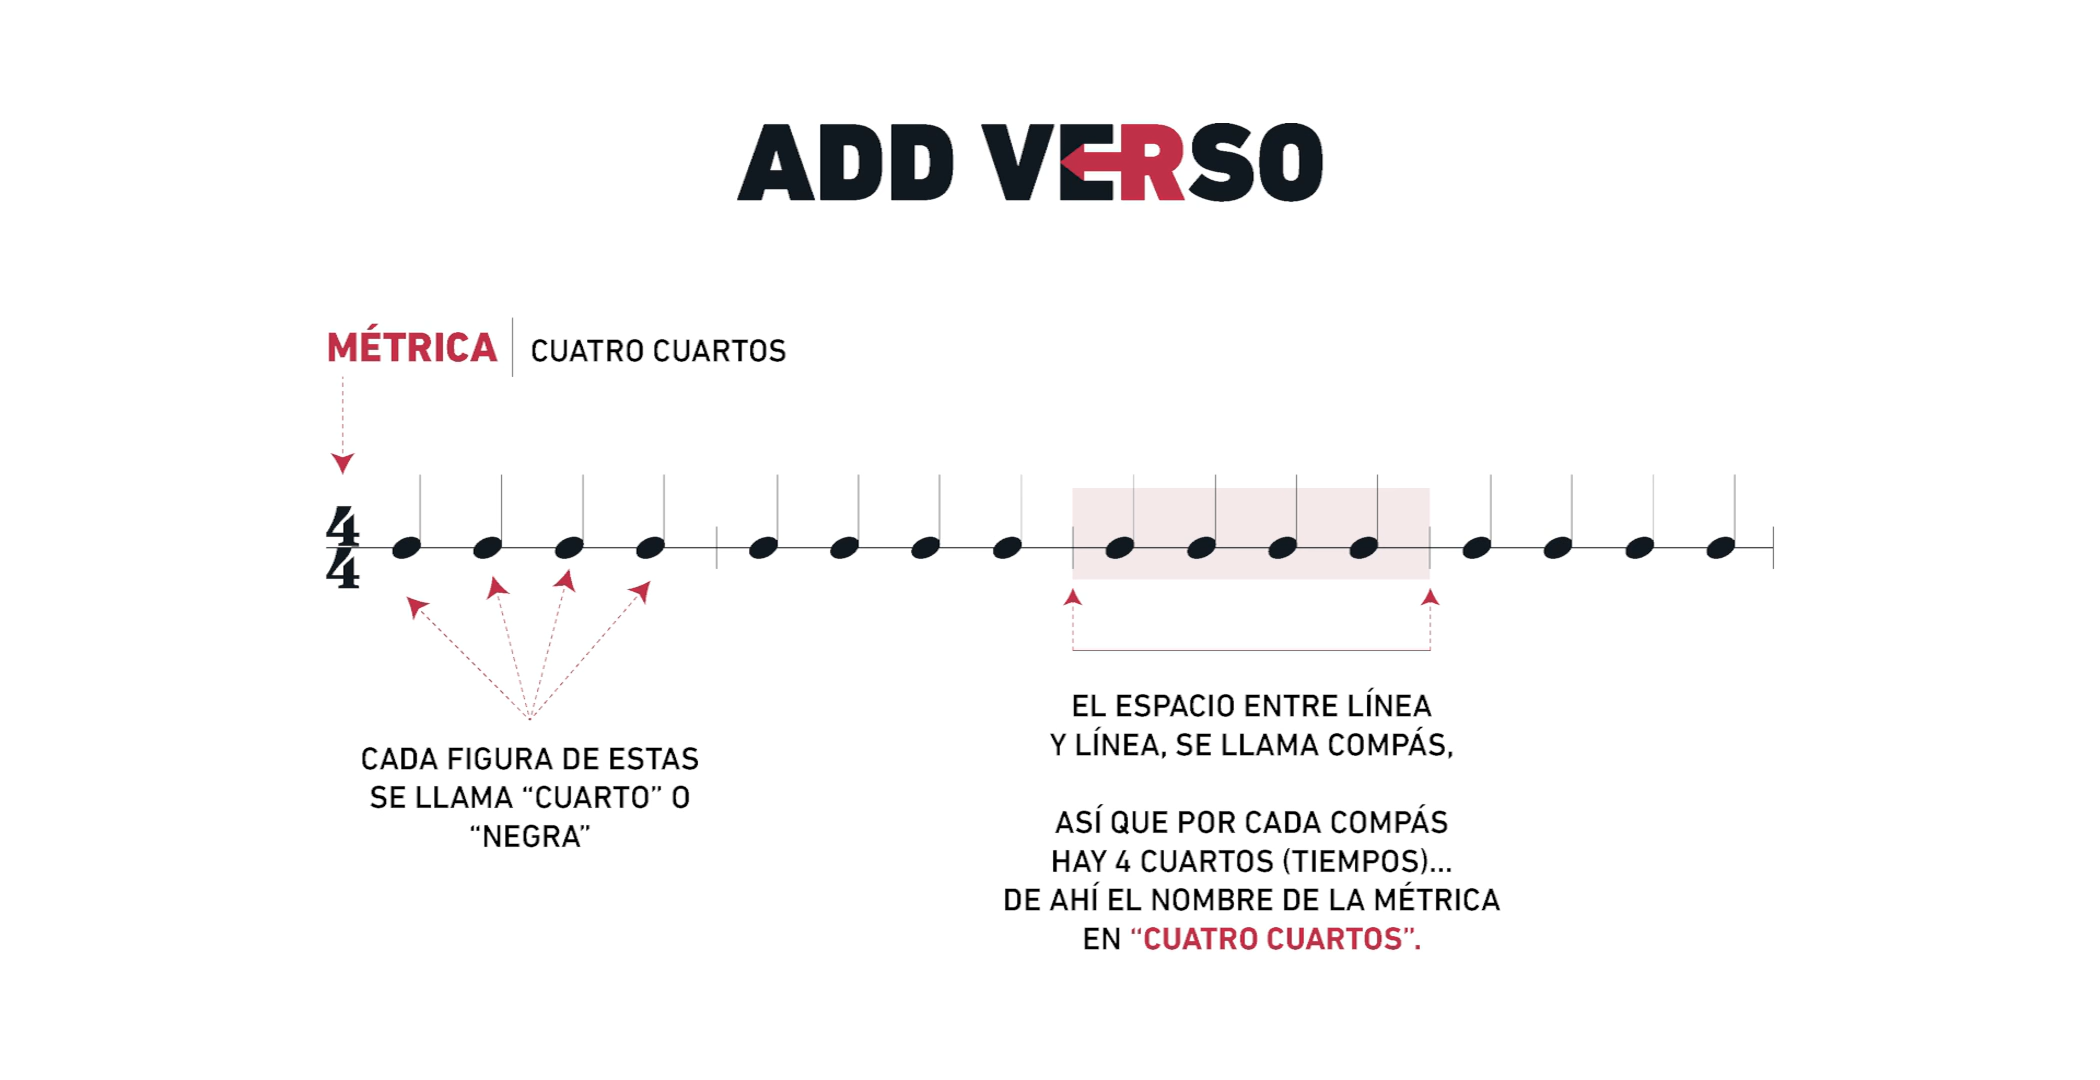 ADD VERSO
MÉTRICA | CUATRO CUARTOS
4
4
CADA FIGURA DE ESTAS
SE LLAMA “CUARTO” O
“NEGRA”
EL ESPACIO ENTRE LÍNEA
Y LÍNEA, SE LLAMA COMPÁS,
ASÍ QUE POR CADA COMPÁS
HAY 4 CUARTOS (TIEMPOS)...
DE AHÍ EL NOMBRE DE LA MÉTRICA
EN “CUATRO CUARTOS”.